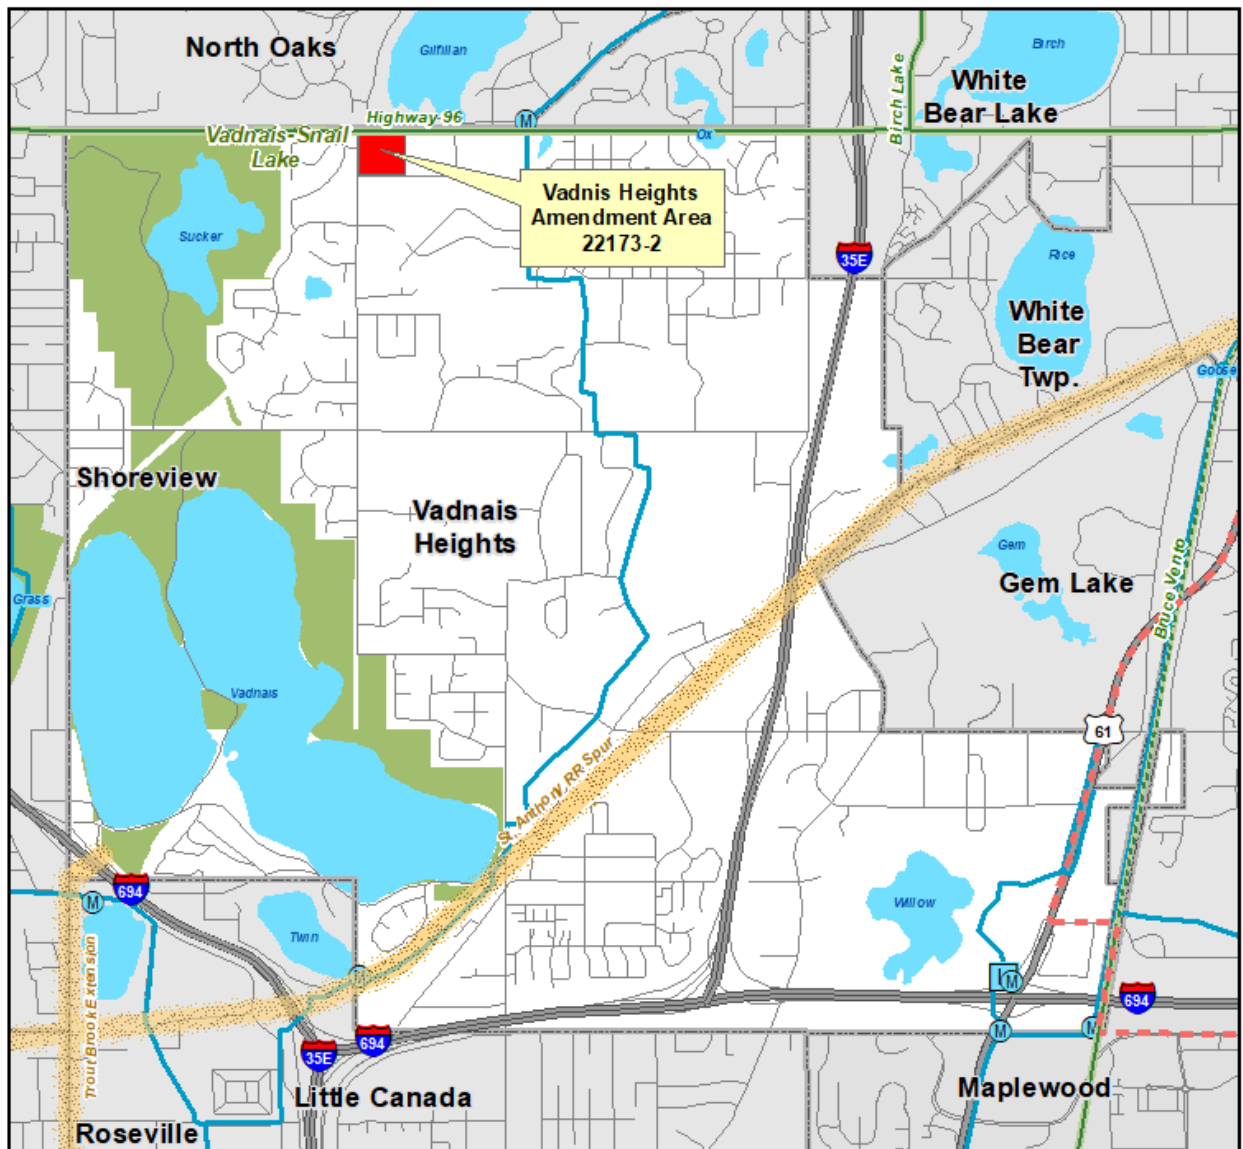 North Oaks
Gilfillan
Birch
White
Bear Lake
Birch Lake
Highway 96
M
Vadnais-Snail
Lake
Ox
Vadnis Heights
Amendment Area
22173-2
Sucker
35E
Rice
White
Bear
Twp.
Goose
Shoreview
Vadnais
Heights
Gem
Gem Lake
Bruce Vento
Grass
Vadnais
61
St. Anthony RR Spur
694
M
Willow
Twin
Trout Brook Extension
M
L
M
694
M
M
694
35E
Little Canada
Maplewood
Roseville